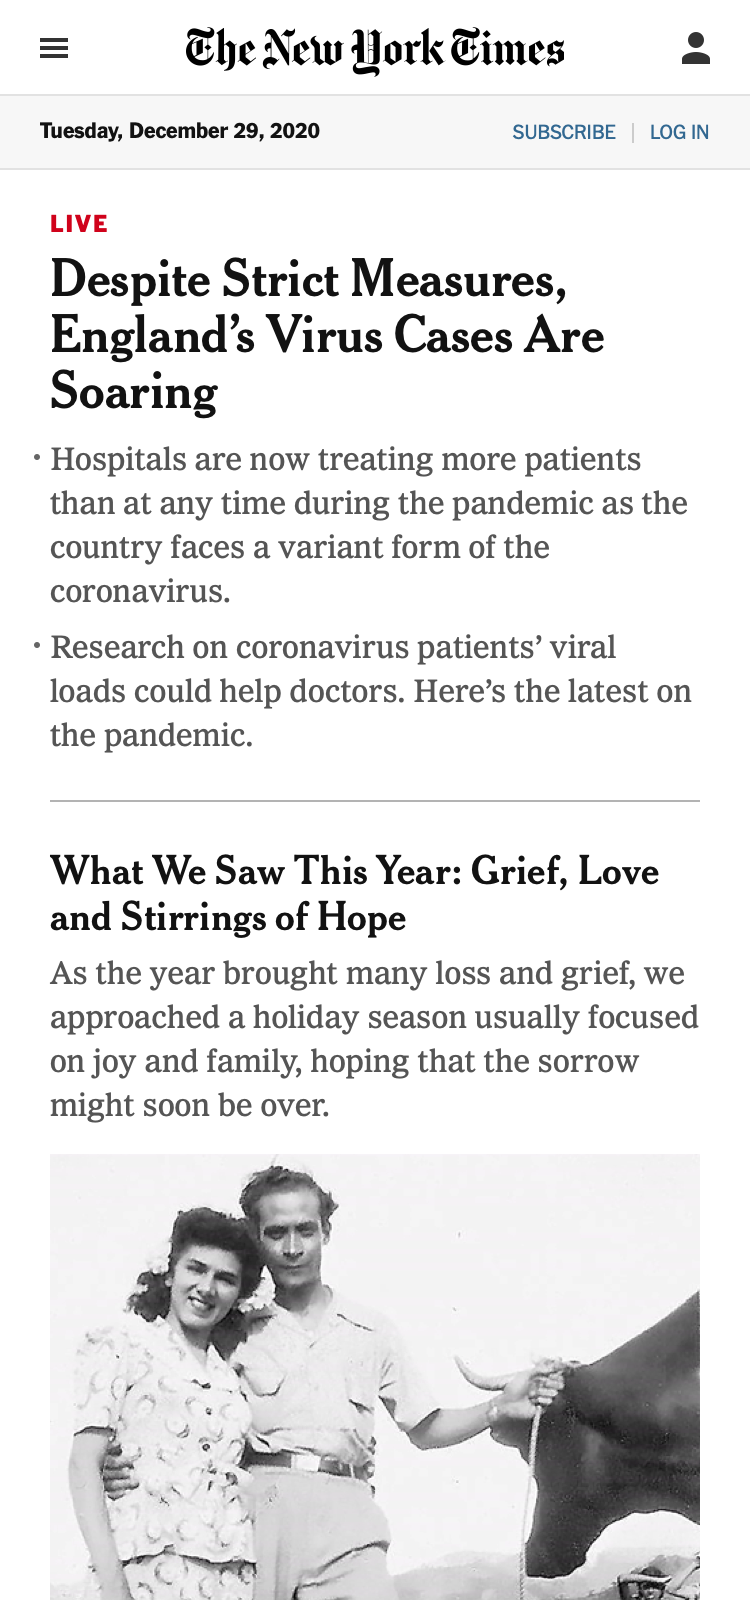 The New York Times
Tuesday, December 29, 2020
SUBSCRIBE | LOG IN
LIVE
Despite Strict Measures,
England’s Virus Cases Are
Soaring
· Hospitals are now treating more patients
than at any time during the pandemic as the
country faces a variant form of the
coronavirus.
· Research on coronavirus patients’ viral
loads could help doctors. Here’s the latest on
the pandemic.
What We Saw This Year: Grief, Love
and Stirrings of Hope
As the year brought many loss and grief, we
approached a holiday season usually focused
on joy and family, hoping that the sorrow
might soon be over.